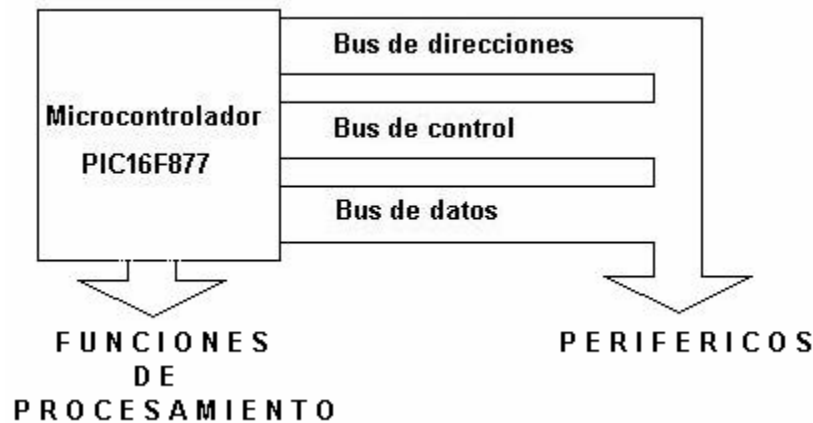 Bus de direcciones
Microcontrolador
PIC16F877
Bus de control
Bus de datos
FUNCIONES
DE
PROCESAMIENTO
PERIFERICOS